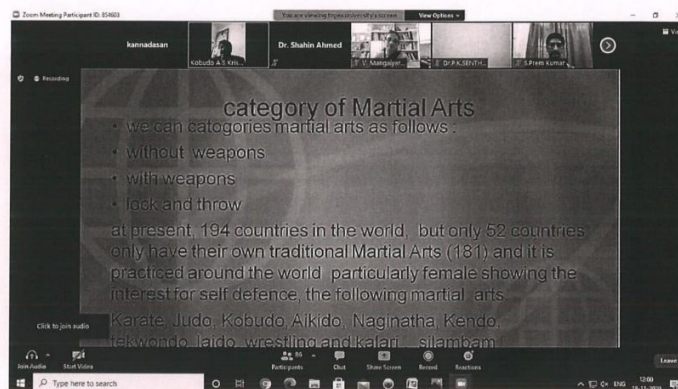 Zoom Meeting Participant ID: 854603
You are viewing
screen
View Options
kannadasan
Kobudo A S Kris...
Dr. Shahin Ahmed
V. Mangaiyar...
Dr.P.K.SENTH...
S.Prem Kumar
Recording
category of Martial Arts
• we can catogories martial arts as follows :
• without weapons
• with weapons
• lock and throw
at present, 194 countries in the world, but only 52 countries
only have their own traditional Martial Arts (181) and it is
practiced around the world particularly female showing the
interest for self defence, the following martial arts.
Karate, Judo, Kobudo, Aikido, Naginatha, Kendo,
tekwondo, Iaido, wrestling and kalari , silambam
Click to join audio
Join Audio
Start Video
Participants
86
Chat
Share Screen
Record
Reactions
Leave
Type here to search
ENG
12:00